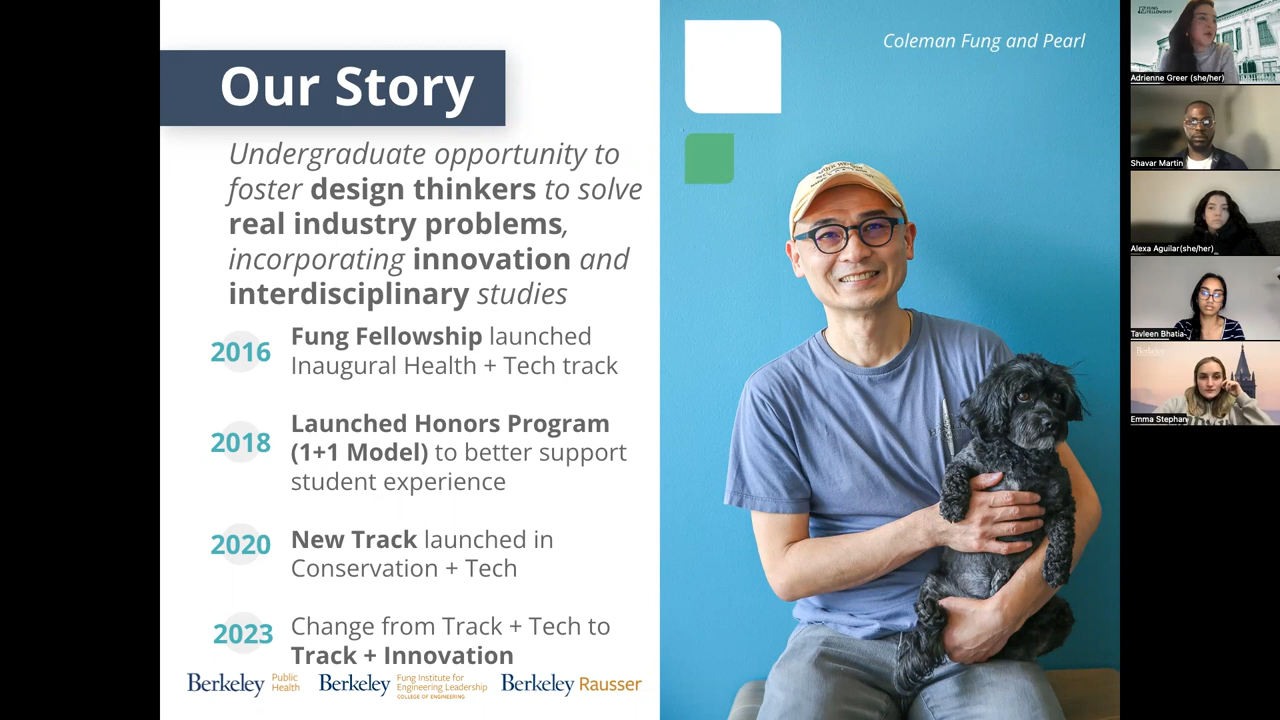 Our Story
Undergraduate opportunity to
foster design thinkers to solve
real industry problems,
incorporating innovation and
interdisciplinary studies
2016
Fung Fellowship launched
Inaugural Health + Tech track
2018
Launched Honors Program
(1+1 Model) to better support
student experience
2020
New Track launched in
Conservation + Tech
2023
Change from Track + Tech to
Track + Innovation
Berkeley Public
Health
Berkeley Fung Institute for
Engineering Leadership
COLLEGE OF ENGINEERING
Berkeley Rausser
Coleman Fung and Pearl
FUNG
FELLOWSHIP
Adrienne Greer (she/her)
Shavar Martin
Alexa Aguilar(she/her)
Tavleen Bhatia
Berkeley
Emma Stephan